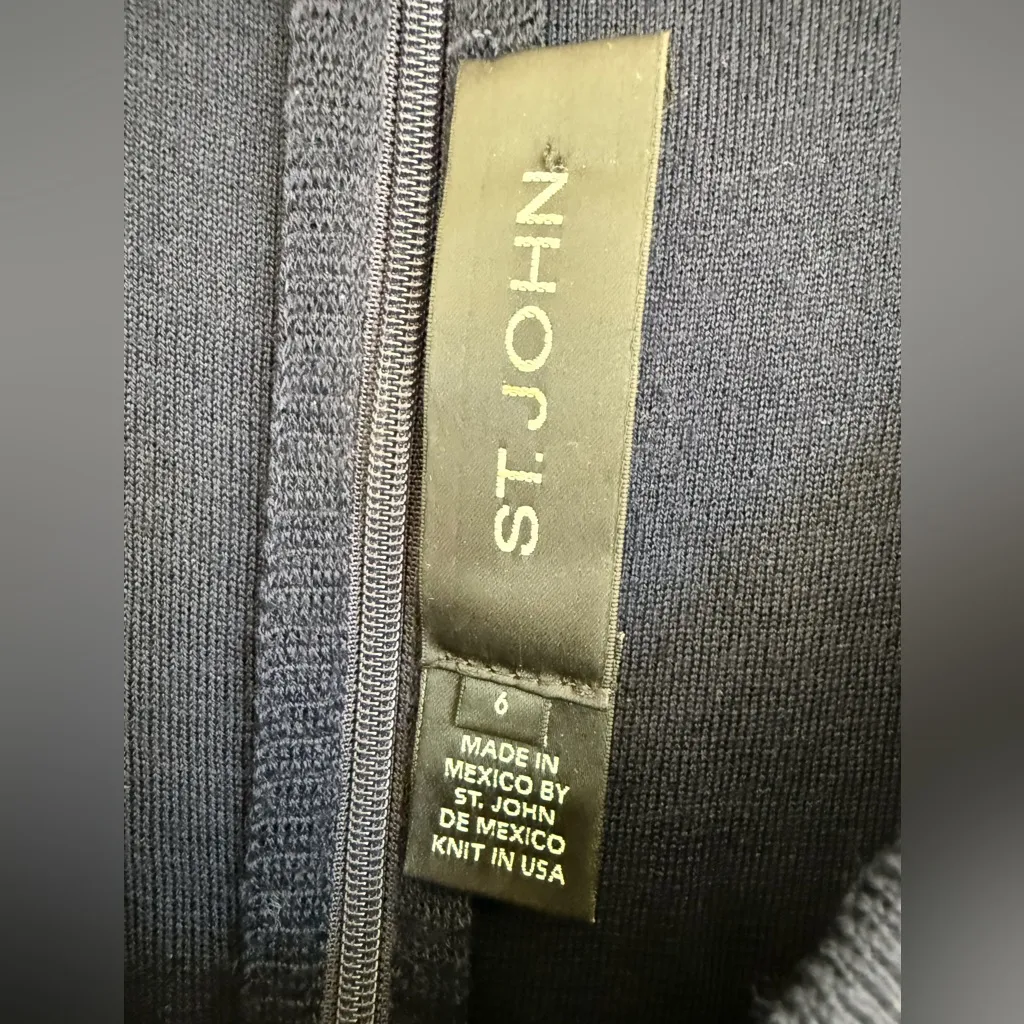 ST. JOHN
6
MADE IN
MEXICO BY
ST. JOHN
DE MEXICO
KNIT IN USA